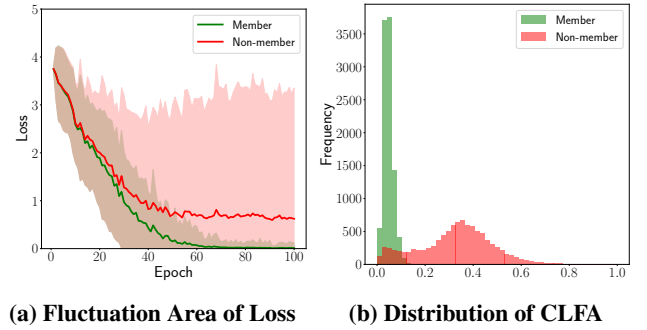 5
4
3
2
1
0
Loss
0 20 40 60 80 100
Epoch
Member
Non-member
(a) Fluctuation Area of Loss
3500
3000
2500
2000
1500
1000
500
0
Frequency
0.0 0.2 0.4 0.6 0.8 1.0
Member
Non-member
(b) Distribution of CLFA